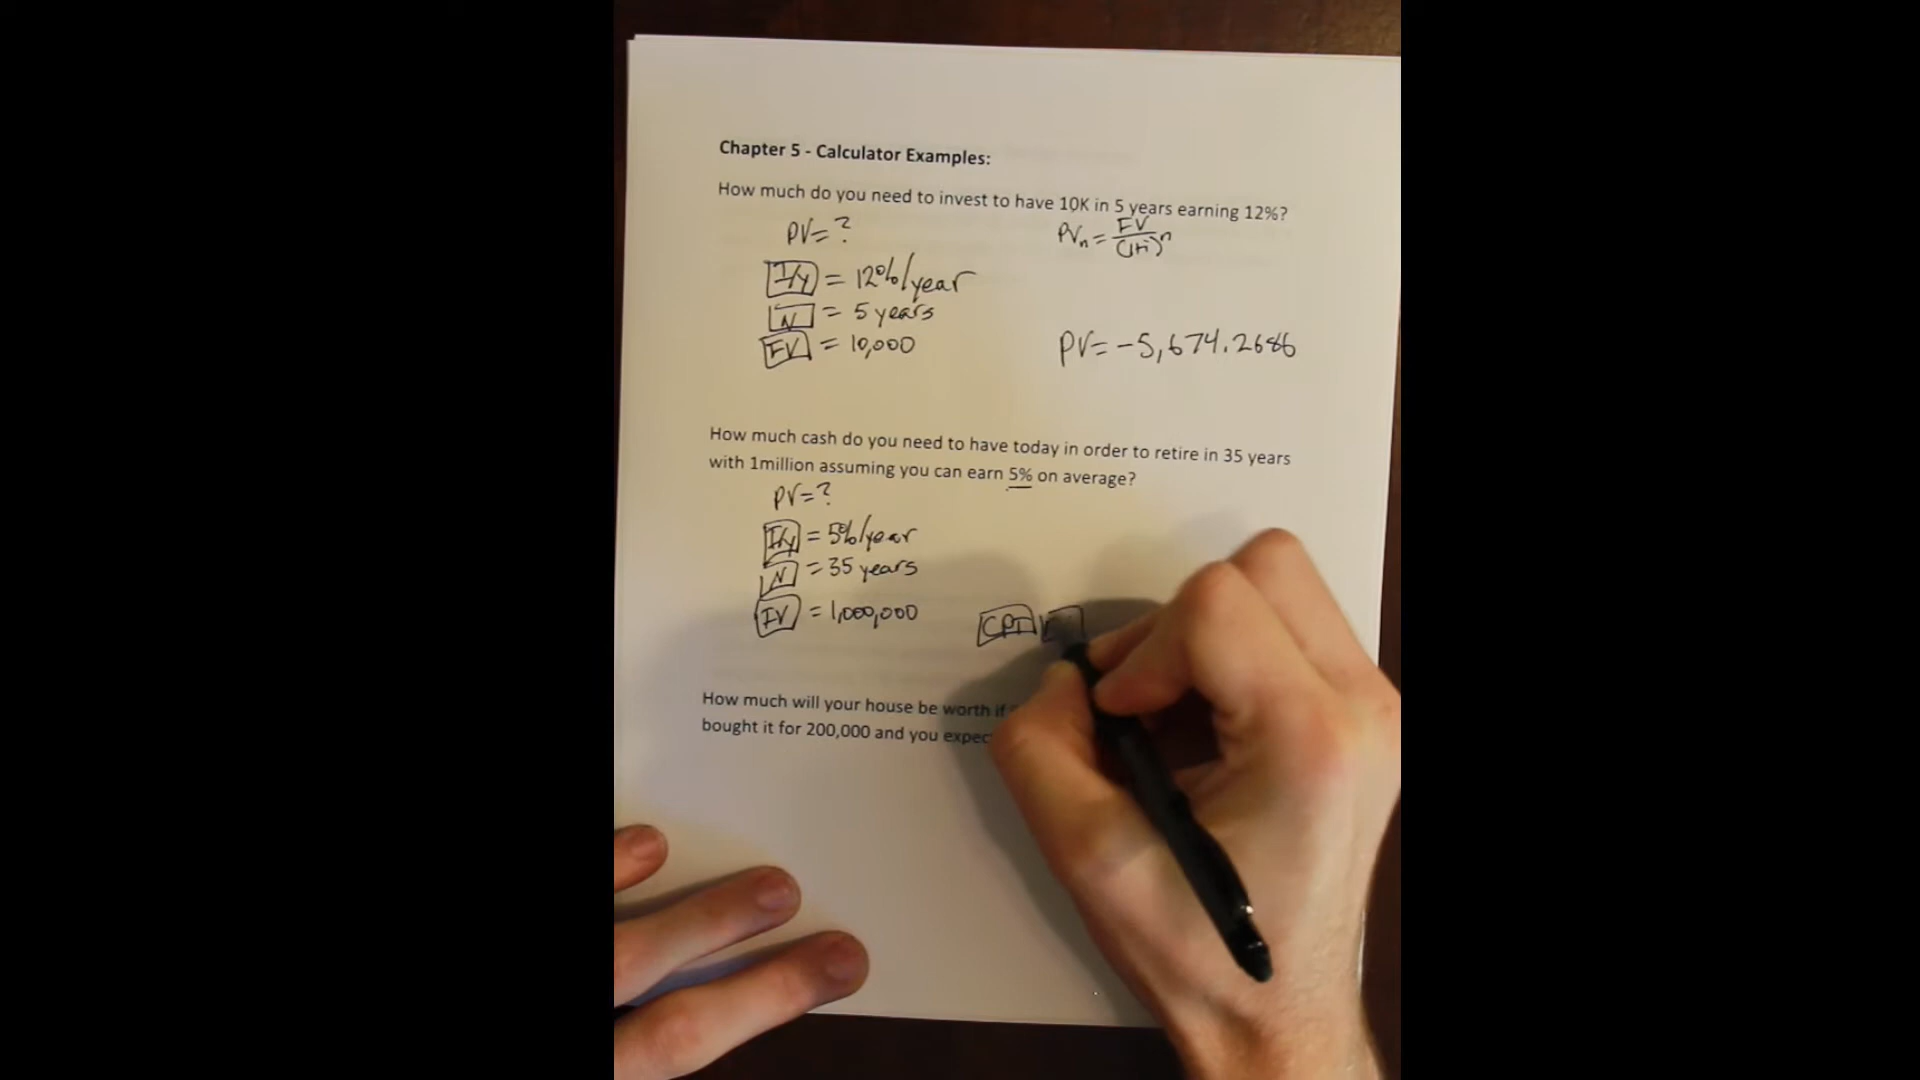 Chapter 5 - Calculator Examples:
How much do you need to invest to have 10K in 5 years earning 12%?
PV=?
PVn = FV/(1+i)^n
I/y = 12%/year
N = 5 years
FV = 10,000
PV= -5,674.2686
How much cash do you need to have today in order to retire in 35 years
with 1million assuming you can earn 5% on average?
PV=?
I/y = 5%/year
N = 35 years
FV = 1,000,000
CPT
How much will your house be worth if
bought it for 200,000 and you expec